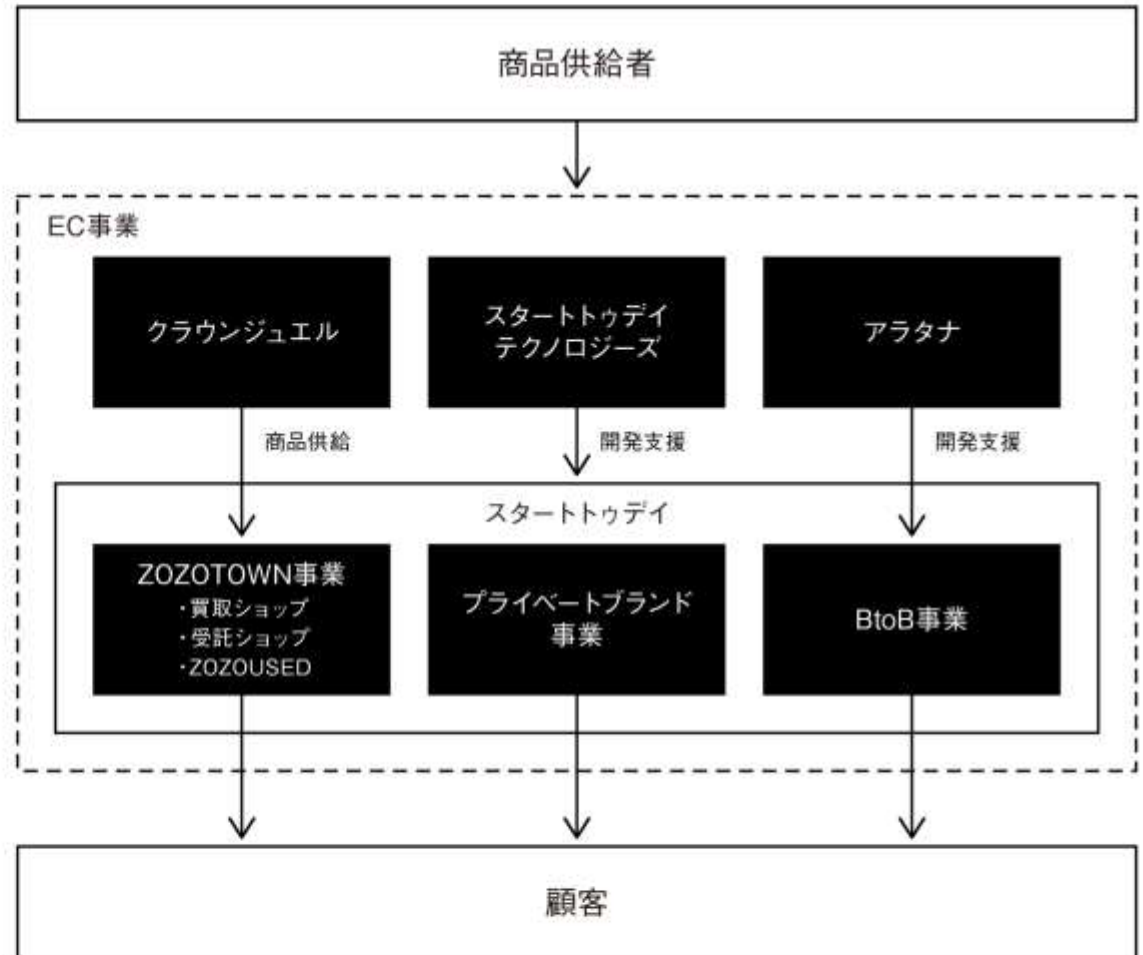 商品供給者
EC事業
クラウンジュエル
スタートトゥデイ
テクノロジーズ
アラタナ
商品供給
開発支援
開発支援
スタートトゥデイ
ZOZOTOWN事業
・買取ショップ
・受託ショップ
・ZOZOUSED
プライベートブランド
事業
BtoB事業
顧客